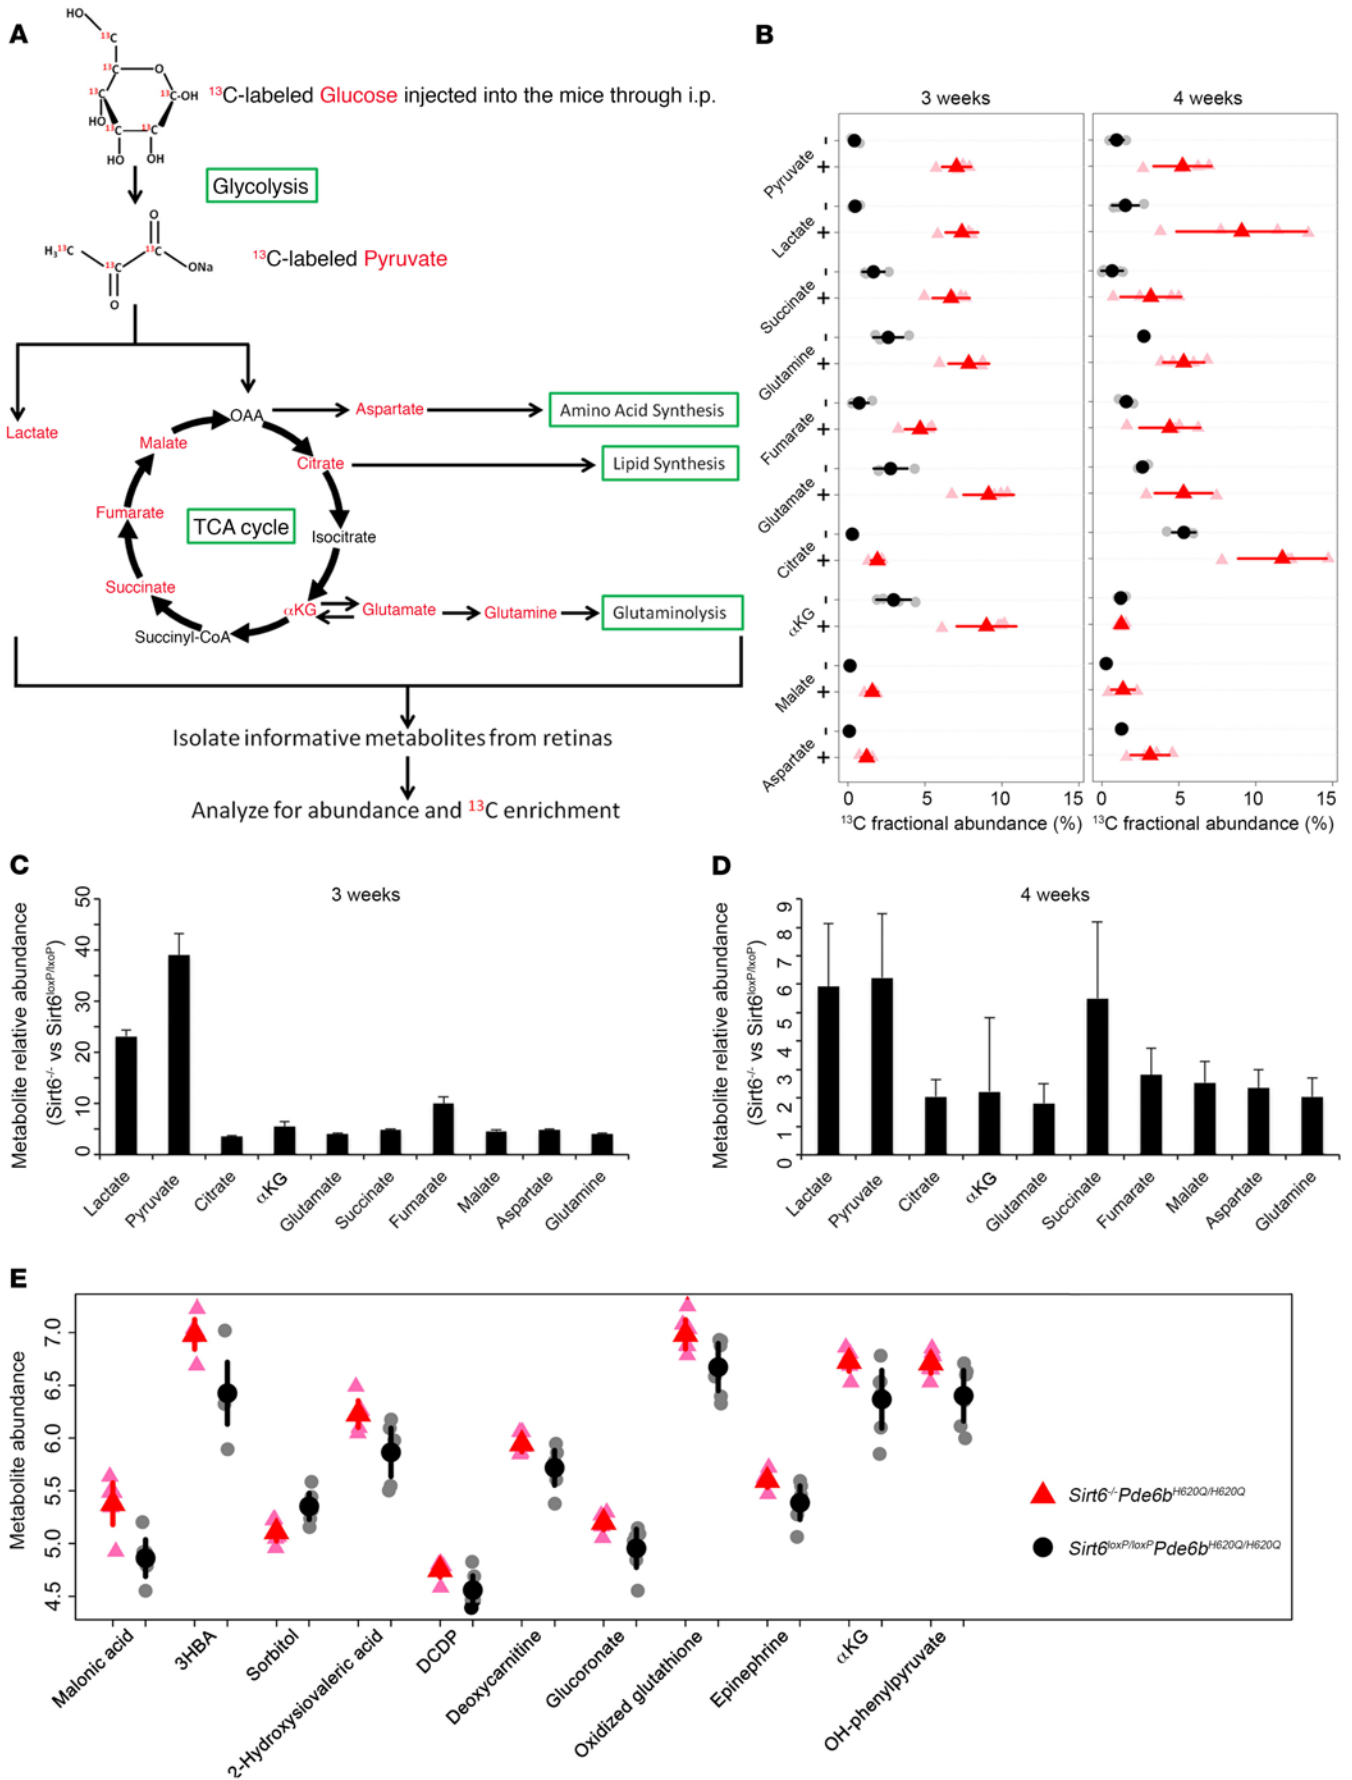 A
HO
13C
13C
O
13C
13C-OH
HO
13C
13C
HO
OH
13C-labeled Glucose injected into the mice through i.p.
Glycolysis
O
H313C
13C
13C
ONa
O
13C-labeled Pyruvate
Lactate
OAA
Aspartate
Amino Acid Synthesis
Malate
Citrate
Lipid Synthesis
Fumarate
TCA cycle
Isocitrate
Succinate
αKG
Glutamate
Glutamine
Glutaminolysis
Succinyl-CoA
Isolate informative metabolites from retinas
Analyze for abundance and 13C enrichment
B
3 weeks
4 weeks
Pyruvate - +
Lactate - +
Succinate - +
Glutamine - +
Fumarate - +
Glutamate - +
Citrate - +
αKG - +
Malate - +
Aspartate - +
0 5 10 15
0 5 10 15
13C fractional abundance (%)
13C fractional abundance (%)
C
3 weeks
Metabolite relative abundance
(Sirt6-/- vs Sirt6loxP/lxoP)
50
40
30
20
10
0
Lactate
Pyruvate
Citrate
αKG
Glutamate
Succinate
Fumarate
Malate
Aspartate
Glutamine
D
4 weeks
Metabolite relative abundance
(Sirt6-/- vs Sirt6loxP/loxP)
9
8
7
6
5
4
3
2
1
0
Lactate
Pyruvate
Citrate
αKG
Glutamate
Succinate
Fumarate
Malate
Aspartate
Glutamine
E
Metabolite abundance
7.0
6.5
6.0
5.5
5.0
4.5
Sirt6-/-Pde6bH620Q/H620Q
Sirt6loxP/loxPPde6bH620Q/H620Q
Malonic acid
3HBA
Sorbitol
2-Hydroxysiovaleric acid
DCDP
Deoxycarnitine
Glucoronate
Oxidized glutathione
Epinephrine
αKG
OH-phenylpyruvate